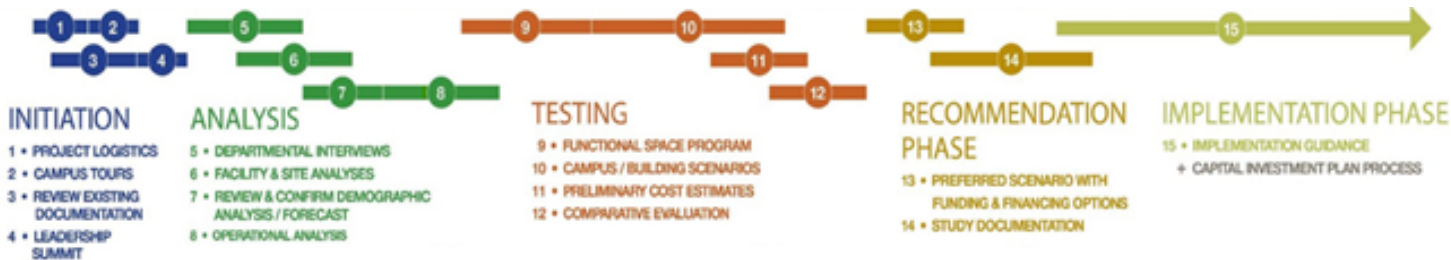 1 2 5 9 10 13 15
3 4 6 11 14
7 8 12
INITIATION
1 • PROJECT LOGISTICS
2 • CAMPUS TOURS
3 • REVIEW EXISTING
DOCUMENTATION
4 • LEADERSHIP
SUMMIT
ANALYSIS
5 • DEPARTMENTAL INTERVIEWS
6 • FACILITY & SITE ANALYSES
7 • REVIEW & CONFIRM DEMOGRAPHIC
ANALYSIS / FORECAST
8 • OPERATIONAL ANALYSIS
TESTING
9 • FUNCTIONAL SPACE PROGRAM
10 • CAMPUS / BUILDING SCENARIOS
11 • PRELIMINARY COST ESTIMATES
12 • COMPARATIVE EVALUATION
RECOMMENDATION
PHASE
13 • PREFERRED SCENARIO WITH
FUNDING & FINANCING OPTIONS
14 • STUDY DOCUMENTATION
IMPLEMENTATION PHASE
15 • IMPLEMENTATION GUIDANCE
+ CAPITAL INVESTMENT PLAN PROCESS